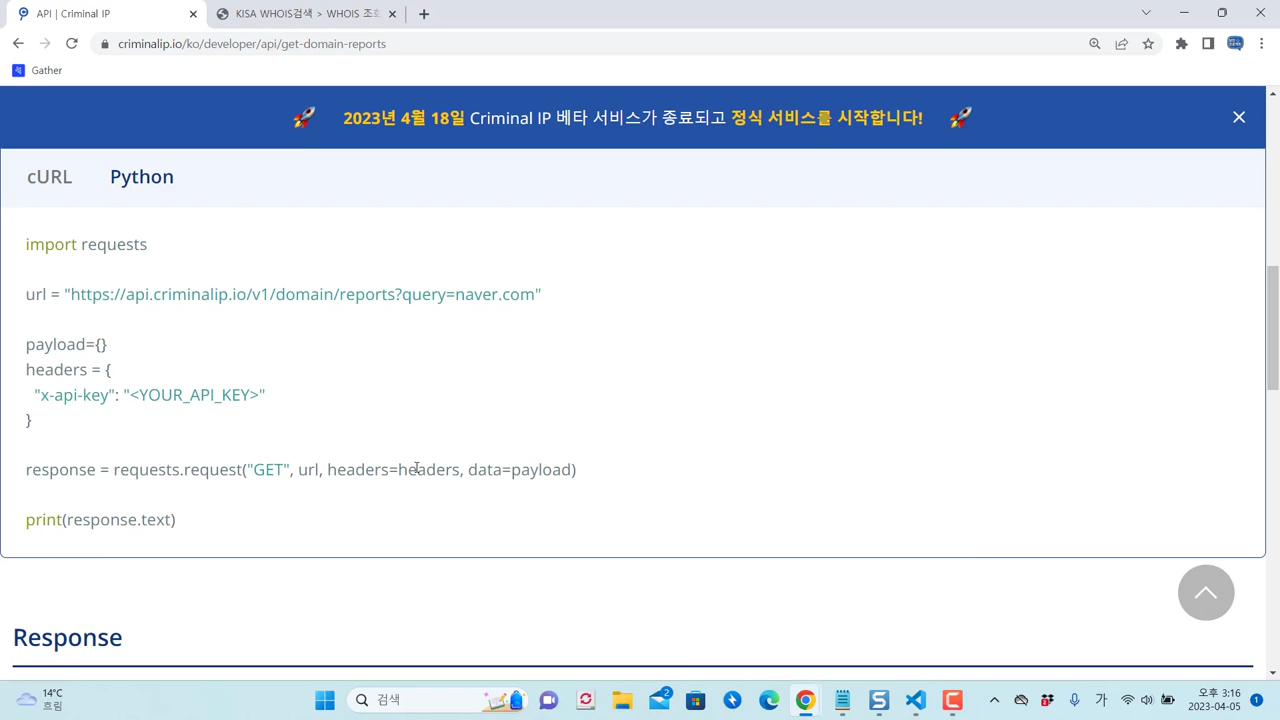 API | Criminal IP
KISA WHOIS검색 > WHOIS 조회
criminalip.io/ko/developer/api/get-domain-reports
Gather
2023년 4월 18일 Criminal IP 베타 서비스가 종료되고 정식 서비스를 시작합니다!
cURL Python
import requests
url = "https://api.criminalip.io/v1/domain/reports?query=naver.com"
payload={}
headers = {
"x-api-key": "<YOUR_API_KEY>"
}
response = requests.request("GET", url, headers=headers, data=payload)
print(response.text)
Response
14°C
흐림
검색
2
가
오후 3:16
2023-04-05
1